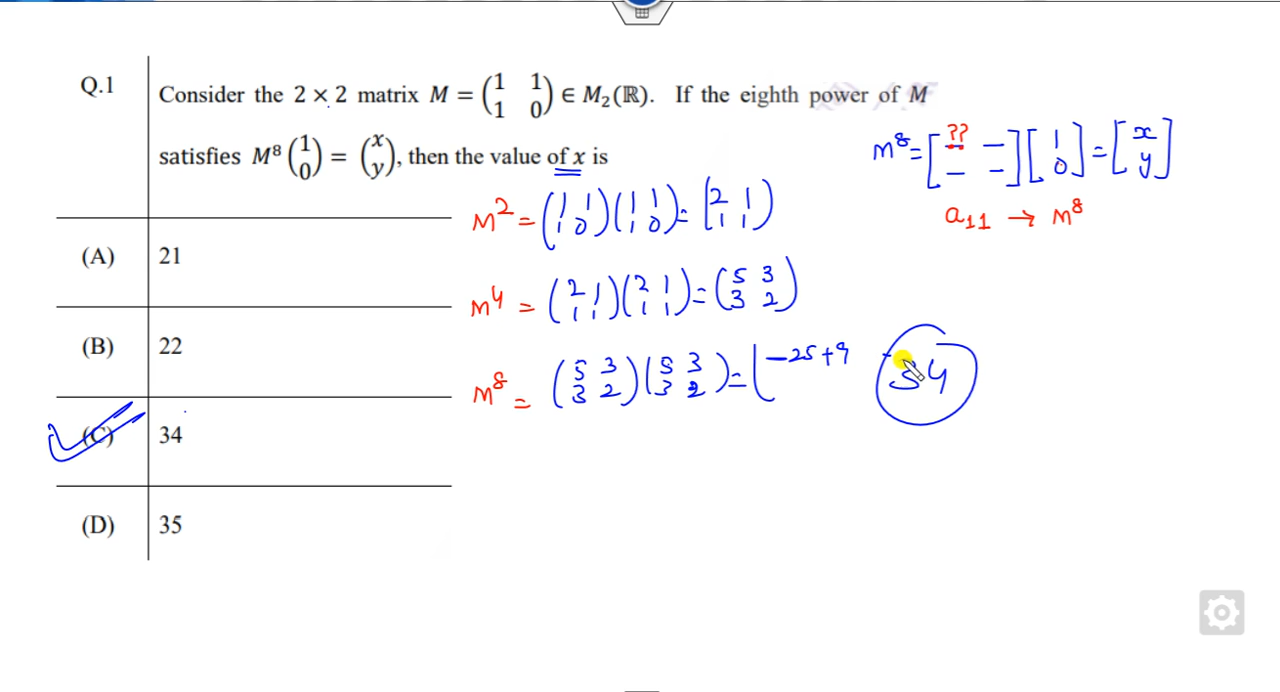 Q.1
Consider the 2 × 2 matrix M = (1 1 1 0) ∈ M₂(ℝ). If the eighth power of M
satisfies M⁸ (1 0) = (x y), then the value of x is
m⁸ = [?? – – –] [1 0] = [x y]
a₁₁ → m⁸
M² = (1 1 1 0)(1 1 1 0) = [2 1 1 1)
(A) 21
m⁴ = (2 1 1 1)(2 1 1 1) = (5 3 3 2)
(B) 22
m⁸ = (5 3 3 2)(5 3 3 2) = [–25+9
34
(C) 34
(D) 35